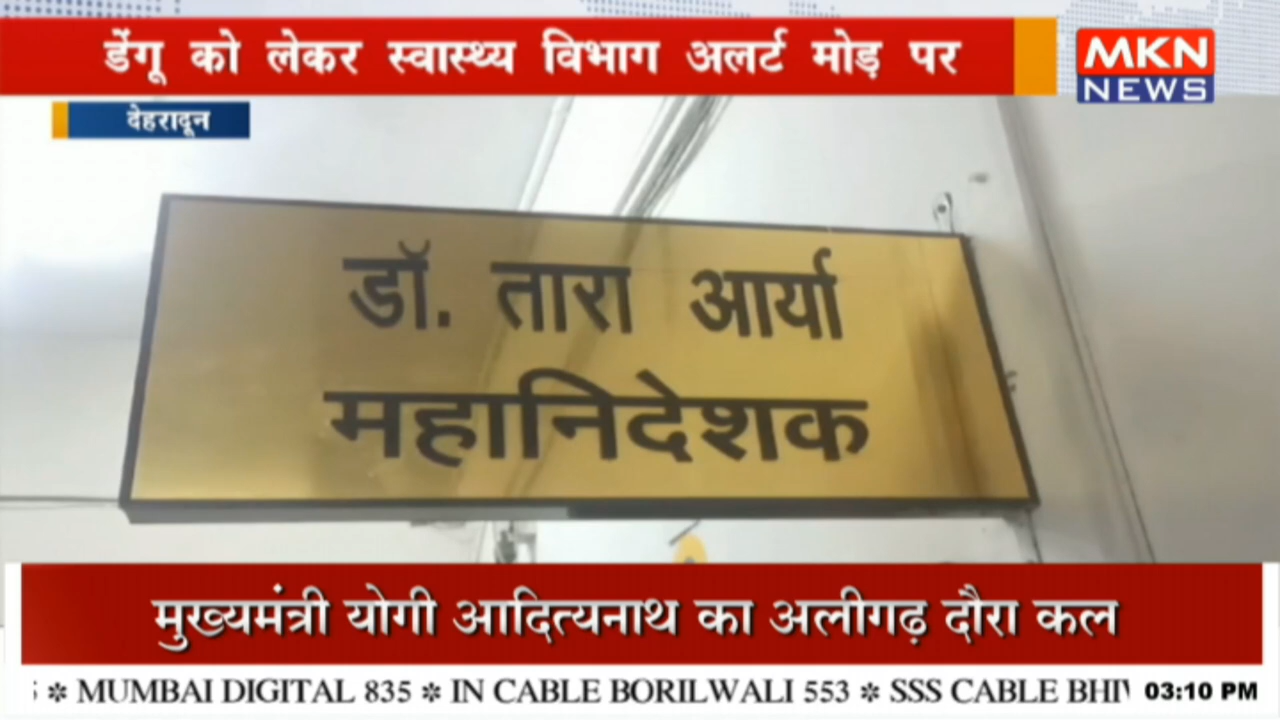 डेंगू को लेकर स्वास्थ्य विभाग अलर्ट मोड़ पर
MKN
NEWS
देहरादून
डॉ. तारा आर्या
महानिदेशक
मुख्यमंत्री योगी आदित्यनाथ का अलीगढ़ दौरा कल
✲ MUMBAI DIGITAL 835 ✲ IN CABLE BORILWALI 553 ✲ SSS CABLE 03:10 PM